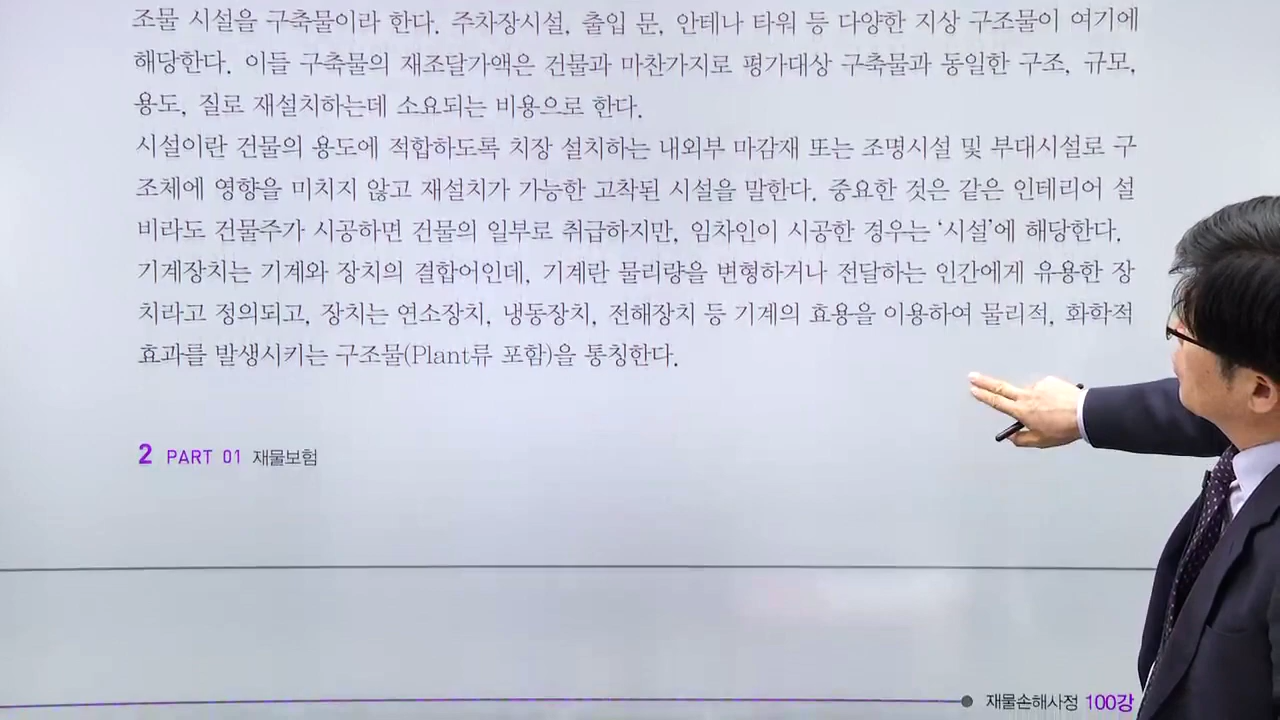 조물 시설을 구축물이라 한다. 주차장시설, 출입 문, 안테나 타워 등 다양한 지상 구조물이 여기에
해당한다. 이들 구축물의 재조달가액은 건물과 마찬가지로 평가대상 구축물과 동일한 구조, 규모,
용도, 질로 재설치하는데 소요되는 비용으로 한다.
시설이란 건물의 용도에 적합하도록 치장 설치하는 내외부 마감재 또는 조명시설 및 부대시설로 구
조체에 영향을 미치지 않고 재설치가 가능한 고착된 시설을 말한다. 중요한 것은 같은 인테리어 설
비라도 건물주가 시공하면 건물의 일부로 취급하지만, 임차인이 시공한 경우는 ‘시설’에 해당한다.
기계장치는 기계와 장치의 결합어인데, 기계란 물리량을 변형하거나 전달하는 인간에게 유용한 장
치라고 정의되고, 장치는 연소장치, 냉동장치, 전해장치 등 기계의 효용을 이용하여 물리적, 화학적
효과를 발생시키는 구조물(Plant류 포함)을 통칭한다.
2 PART 01 재물보험
재물손해사정 100강